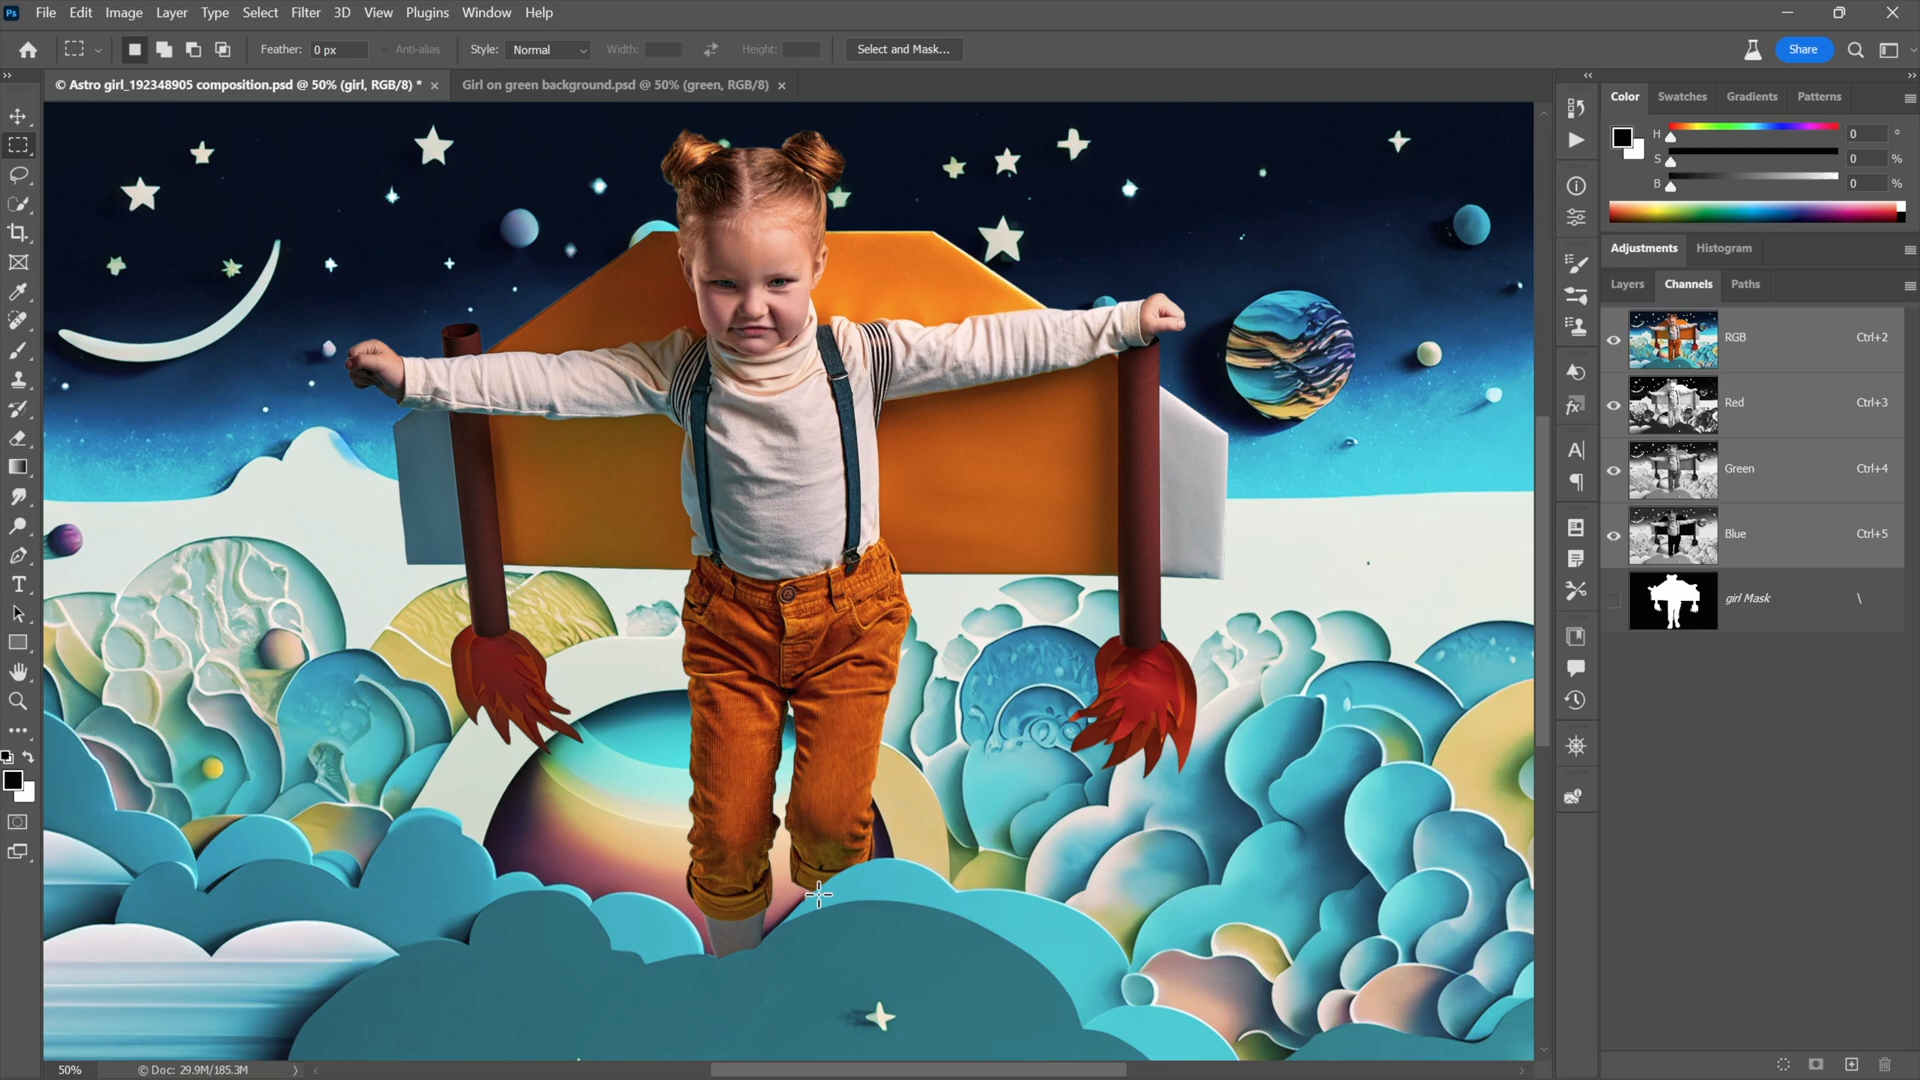 Ps File Edit Image Layer Type Select Filter 3D View Plugins Window Help
Feather: 0 px Anti-alias Style: Normal Width: Height: Select and Mask... Share
© Astro girl_192348905 composition.psd @ 50% (girl, RGB/8) * Girl on green background.psd @ 50% (green, RGB/8)
Color Swatches Gradients Patterns
H 0 °
S 0 %
B 0 %
Adjustments Histogram
Layers Channels Paths
RGB Ctrl+2
Red Ctrl+3
Green Ctrl+4
Blue Ctrl+5
girl Mask \
50% © Doc: 29.9M/185.3M